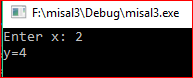 F:\misal3\Debug\misal3.exe
Enter x: 2
y=4